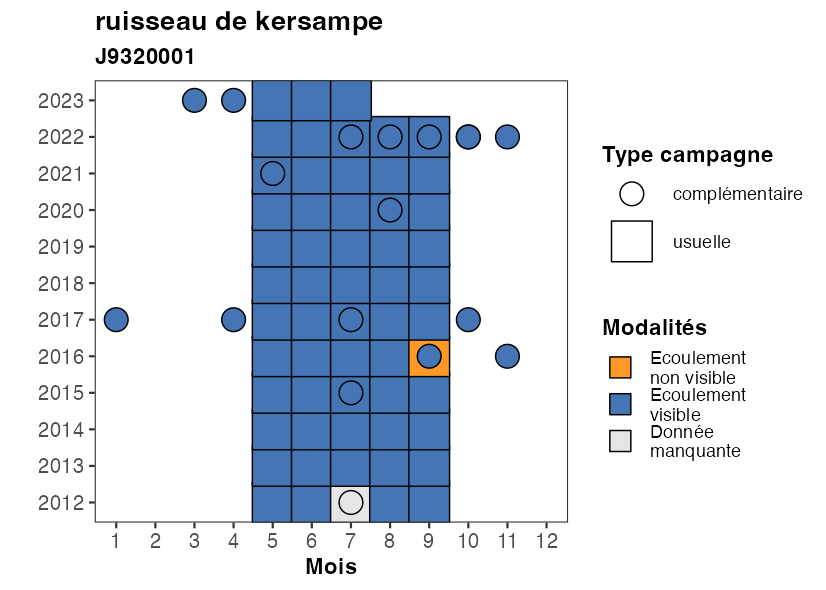 ruisseau de kersampe
J9320001
2023
2022
2021
2020
2019
2018
2017
2016
2015
2014
2013
2012
1 2 3 4 5 6 7 8 9 10 11 12
Mois
Type campagne
complémentaire
usuelle
Modalités
Ecoulement
non visible
Ecoulement
visible
Donnée
manquante